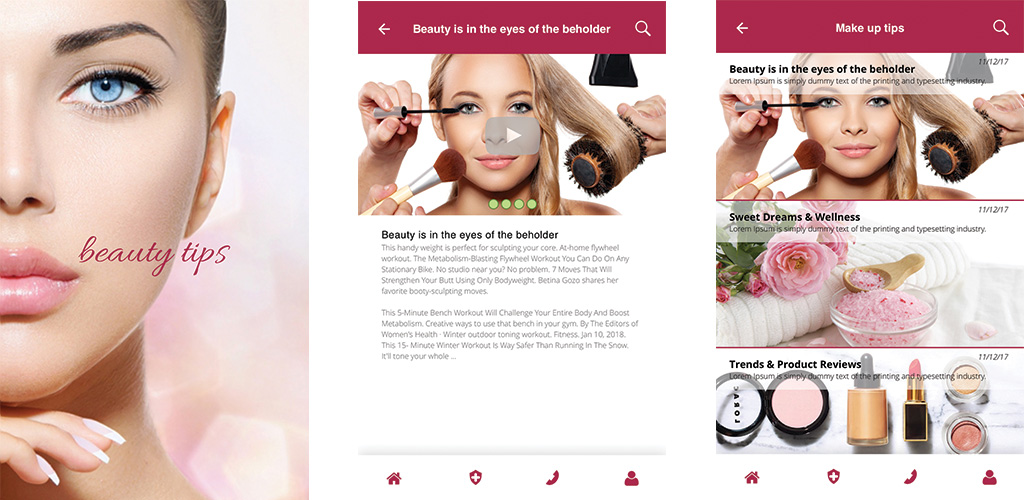 beauty tips
Beauty is in the eyes of the beholder
Beauty is in the eyes of the beholder
This handy weight is perfect for sculpting your core. At-home flywheel
workout. The Metabolism-Blasting Flywheel Workout You Can Do On Any
Stationary Bike. No studio near you? No problem. 7 Moves That Will
Strengthen Your Butt Using Only Bodyweight. Betina Gozo shares her
favorite booty-sculpting moves.
This 5-Minute Bench Workout Will Challenge Your Entire Body And Boost
Metabolism. Creative ways to use that bench in your gym. By The Editors of
Women's Health · Winter outdoor toning workout. Fitness. Jan 10, 2018.
This 15- Minute Winter Workout Is Way Safer Than Running In The Snow.
It'll tone your whole ...
Make up tips
11/12/17
Beauty is in the eyes of the beholder
Lorem Ipsum is simply dummy text of the printing and typesetting industry.
11/12/17
Sweet Dreams & Wellness
Lorem Ipsum is simply dummy text of the printing and typesetting industry.
11/12/17
Trends & Product Reviews
Lorem Ipsum is simply dummy text of the printing and typesetting industry.
LORAC